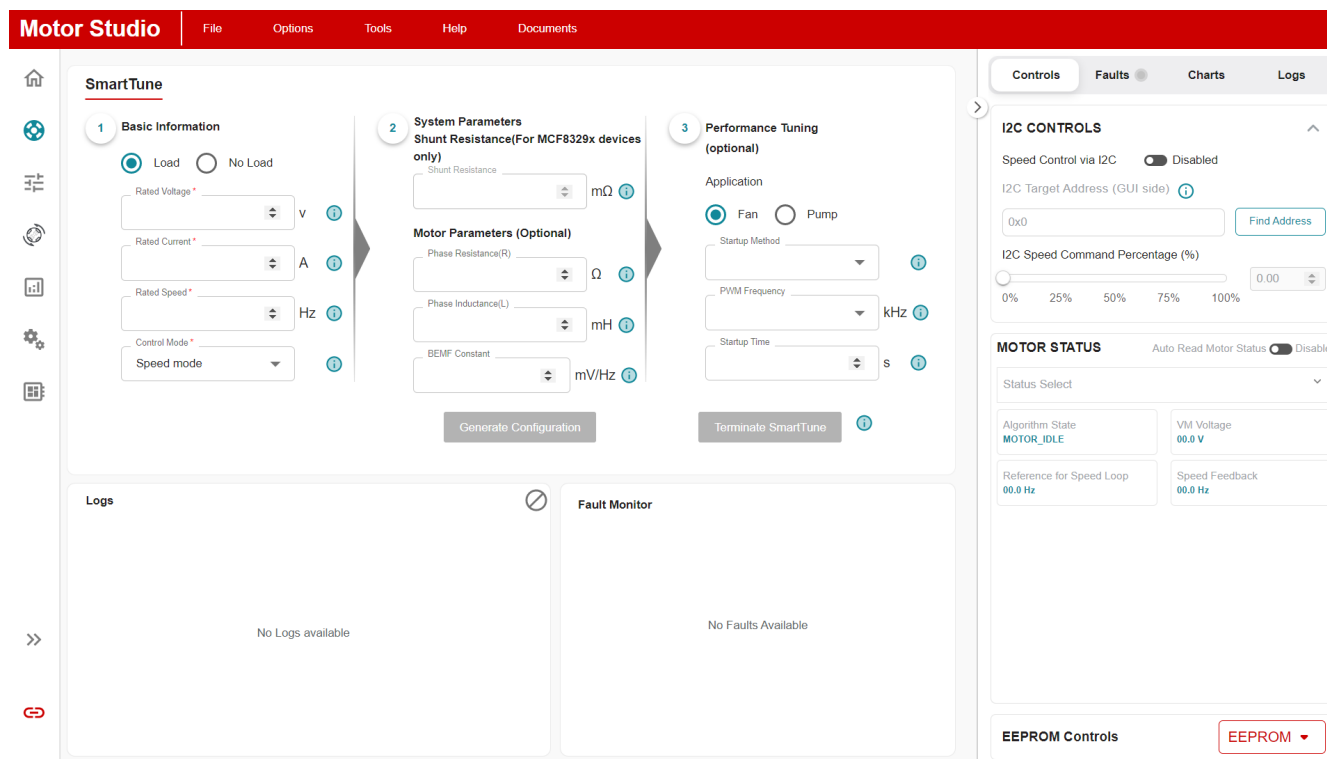 Motor Studio File Options Tools Help Documents
SmartTune
1 Basic Information
Load No Load
Rated Voltage *
V
Rated Current *
A
Rated Speed *
Hz
Control Mode *
Speed mode
2 System Parameters
Shunt Resistance(For MCF8329x devices
only)
Shunt Resistance
mΩ
Motor Parameters (Optional)
Phase Resistance(R)
Ω
Phase Inductance(L)
mH
BEMF Constant
mV/Hz
Generate Configuration
3 Performance Tuning
(optional)
Application
Fan Pump
Startup Method
PWM Frequency
kHz
Startup Time
s
Terminate SmartTune
Logs
No Logs available
Fault Monitor
No Faults Available
Controls Faults Charts Logs
I2C CONTROLS
Speed Control via I2C Disabled
I2C Target Address (GUI side)
0x0 Find Address
I2C Speed Command Percentage (%)
0.00
0% 25% 50% 75% 100%
MOTOR STATUS Auto Read Motor Status Disable
Status Select
Algorithm State
MOTOR_IDLE
VM Voltage
00.0 V
Reference for Speed Loop
00.0 Hz
Speed Feedback
00.0 Hz
EEPROM Controls EEPROM